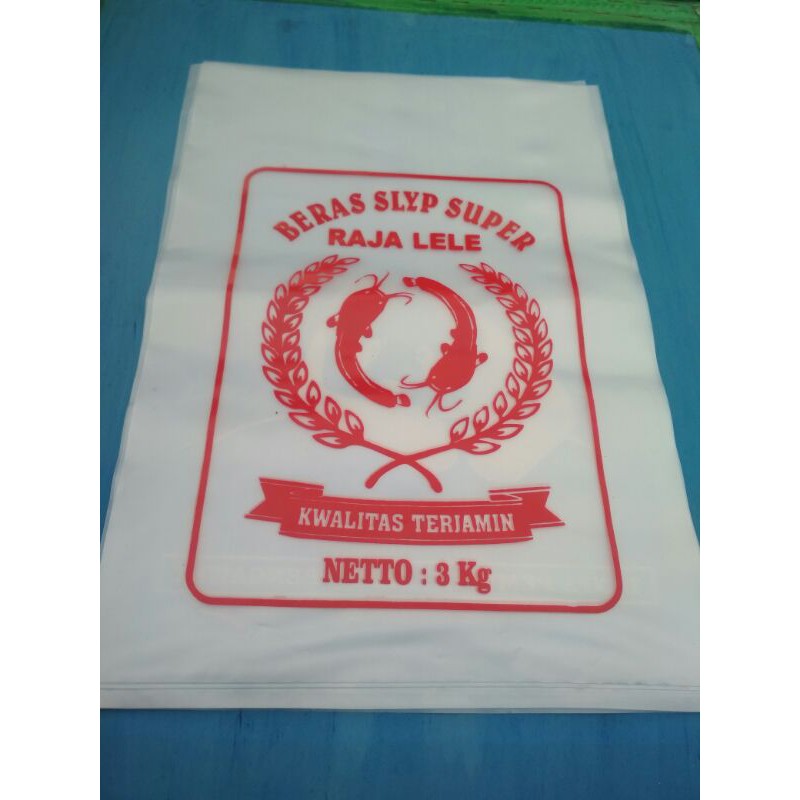 BERAS SLYP SUPER
RAJA LELE
KWALITAS TERJAMIN
NETTO : 3 Kg